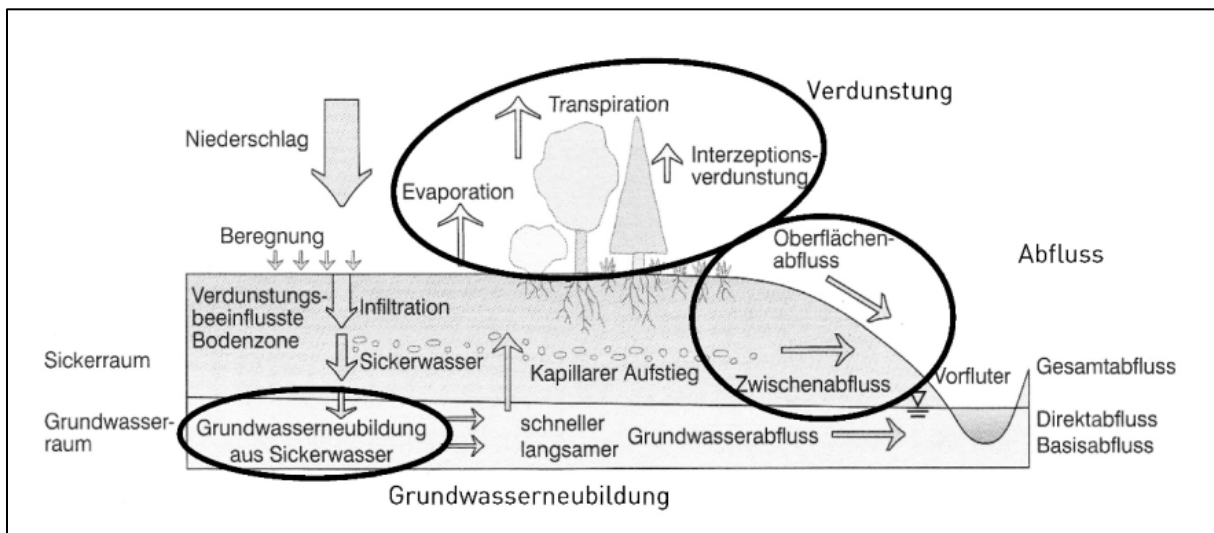 Verdunstung
Transpiration
Niederschlag
Interzeptions-
verdunstung
Evaporation
Beregnung
Oberflächen-
abfluss
Abfluss
Verdunstungs-
beeinflusste
Bodenzone
Infiltration
Sickerraum
Sickerwasser
Kapillarer Aufstieg
Zwischenabfluss
Vorfluter
Gesamtabfluss
Grundwasser-
raum
Grundwasserneubildung
aus Sickerwasser
schneller
langsamer
Grundwasserabfluss
Direktabfluss
Basisabfluss
Grundwasserneubildung